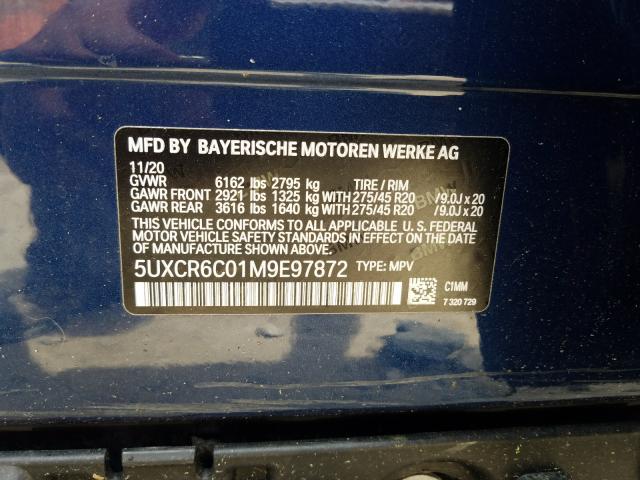 MFD BY BAYERISCHE MOTOREN WERKE AG
11/20
GVWR 6162 lbs 2795 kg TIRE / RIM
GAWR FRONT 2921 lbs 1325 kg WITH 275/45 R20 /9.0J x 20
GAWR REAR 3616 lbs 1640 kg WITH 275/45 R20 /9.0J x 20
THIS VEHICLE CONFORMS TO ALL APPLICABLE U. S. FEDERAL
MOTOR VEHICLE SAFETY STANDARDS IN EFFECT ON THE DATE
OF MANUFACTURE SHOWN ABOVE.
5UXCR6C01M9E97872 TYPE: MPV
C1MM
7 320 729